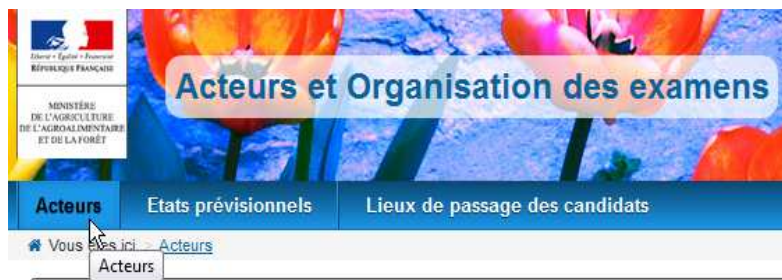 Liberté • Égalité • Fraternité
RÉPUBLIQUE FRANÇAISE
MINISTÈRE
DE L'AGRICULTURE
DE L'AGROALIMENTAIRE
ET DE LA FORÊT
Acteurs et Organisation des examens
Acteurs Etats prévisionnels Lieux de passage des candidats
Vous êtes ici > Acteurs
Acteurs